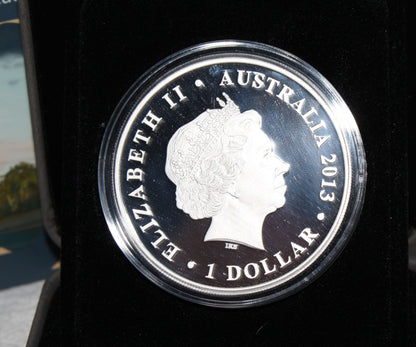 ELIZABETH II • AUSTRALIA 2013 • 1 DOLLAR •
IRB